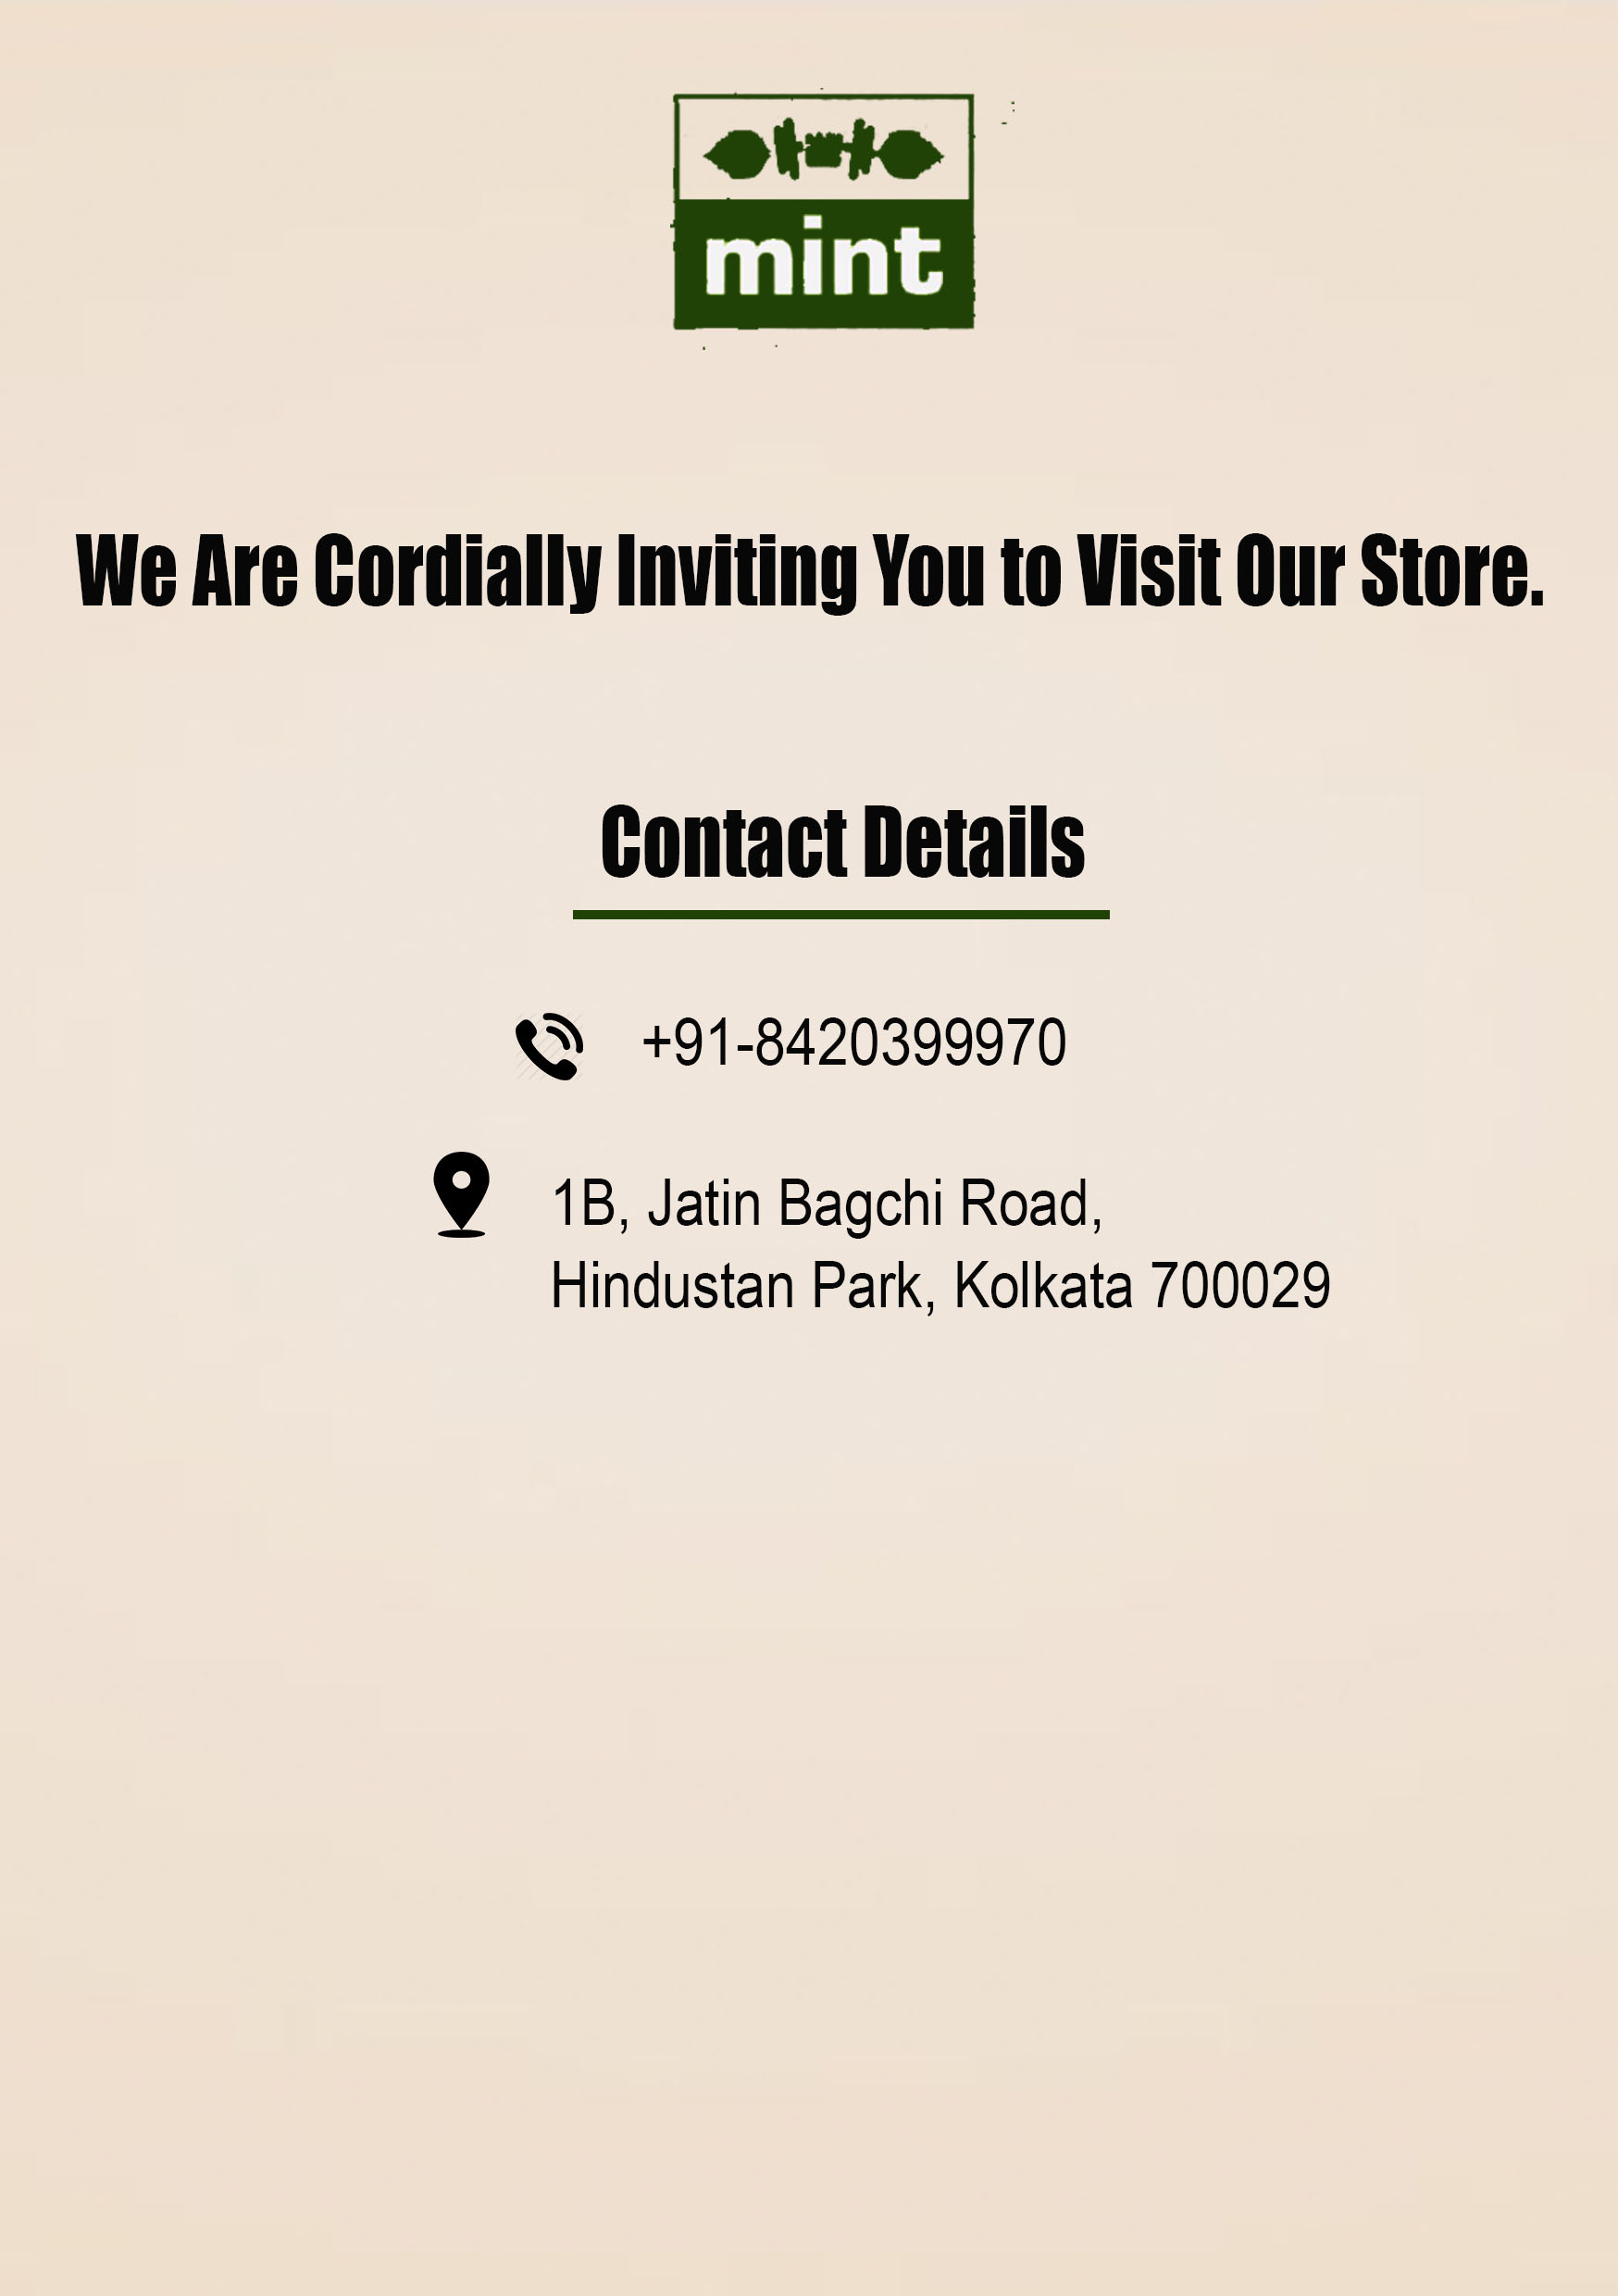 mint
We Are Cordially Inviting You to Visit Our Store.
Contact Details
+91-8420399970
1B, Jatin Bagchi Road,
Hindustan Park, Kolkata 700029